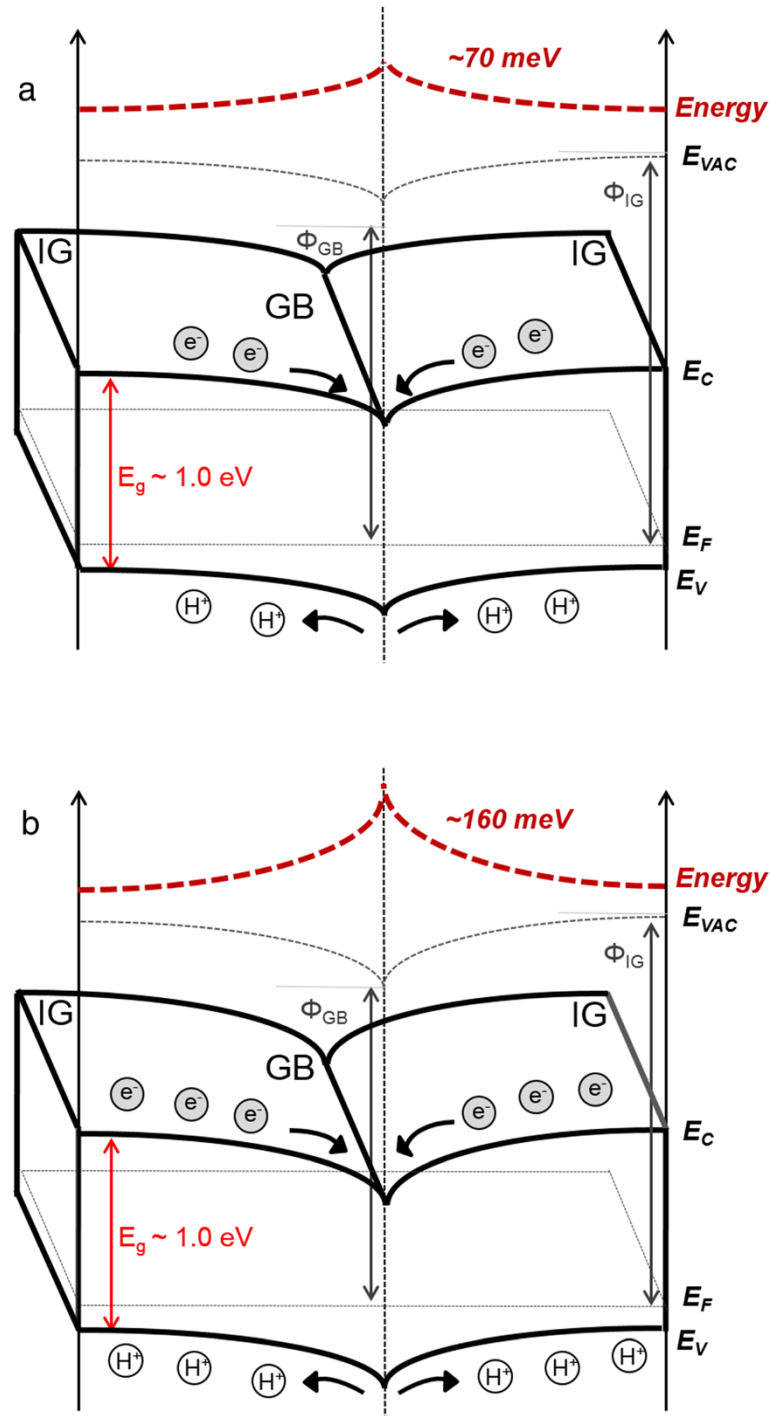 a
~70 meV
Energy
E_VAC
Φ_IG
Φ_GB
IG
IG
GB
e⁻ e⁻ e⁻ e⁻
E_C
E_g ~ 1.0 eV
E_F
E_V
H⁺ H⁺ H⁺ H⁺
b
~160 meV
Energy
E_VAC
Φ_IG
Φ_GB
IG
IG
GB
e⁻ e⁻ e⁻ e⁻ e⁻ e⁻
E_C
E_g ~ 1.0 eV
E_F
E_V
H⁺ H⁺ H⁺ H⁺ H⁺ H⁺